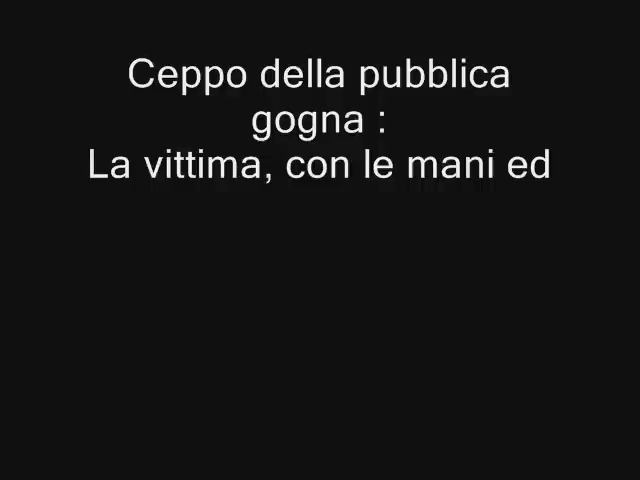 Ceppo della pubblica
gogna :
La vittima, con le mani ed